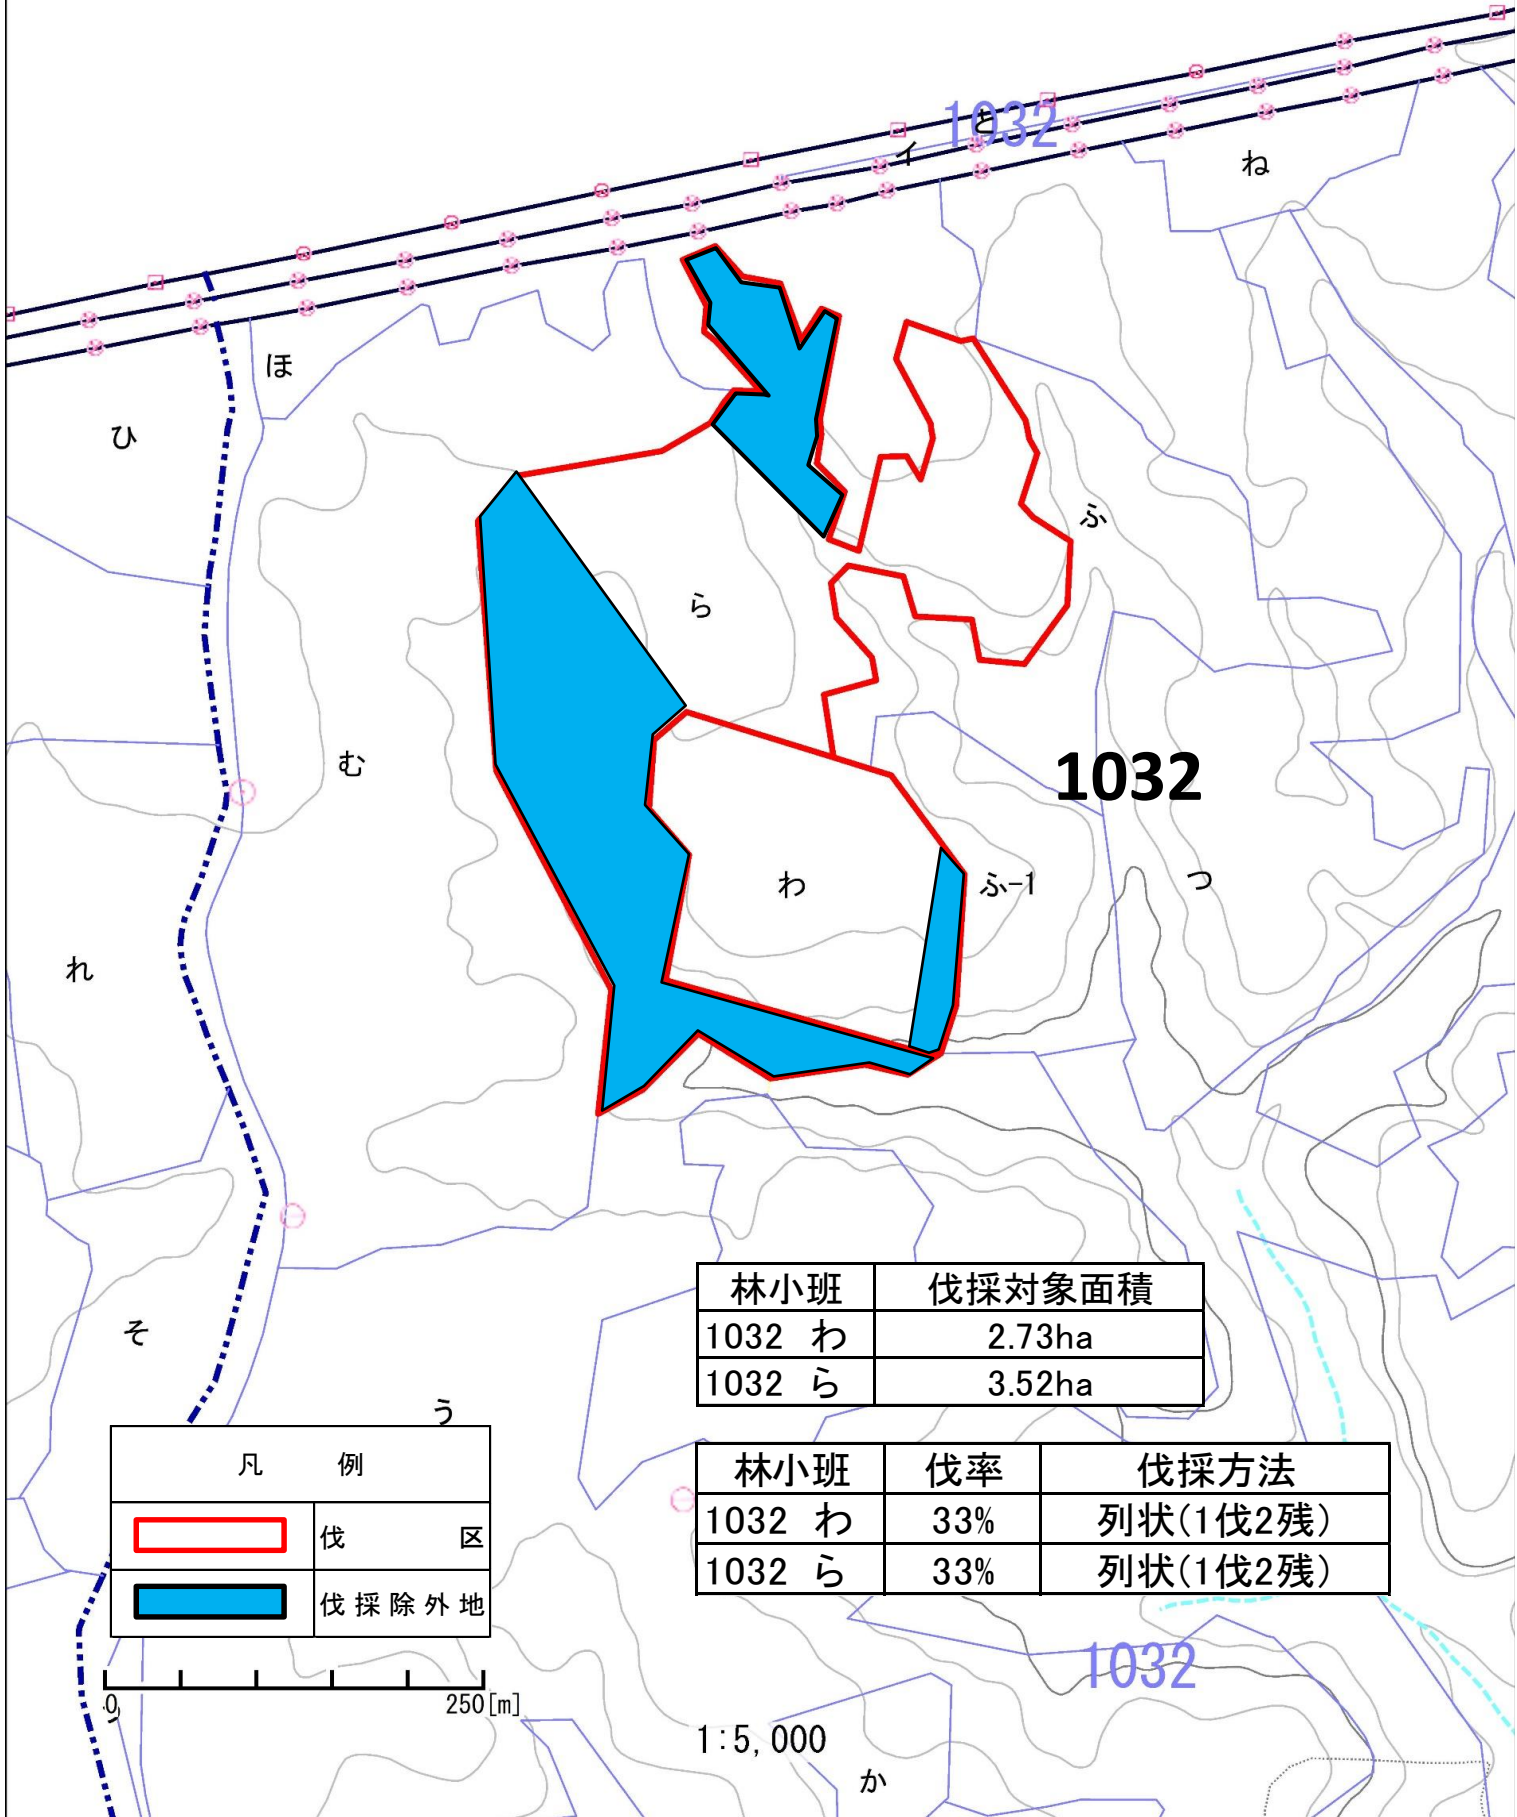 1032
と
イ
ね
ほ
ひ
ふ
ら
む
1032
わ
ふ-1
つ
れ
そ
う
林小班 伐採対象面積
1032 わ 2.73ha
1032 ら 3.52ha
凡 例
伐 区
伐採除外地
林小班 伐率 伐採方法
1032 わ 33% 列状(1伐2残)
1032 ら 33% 列状(1伐2残)
1032
0 250[m]
1:5,000
か